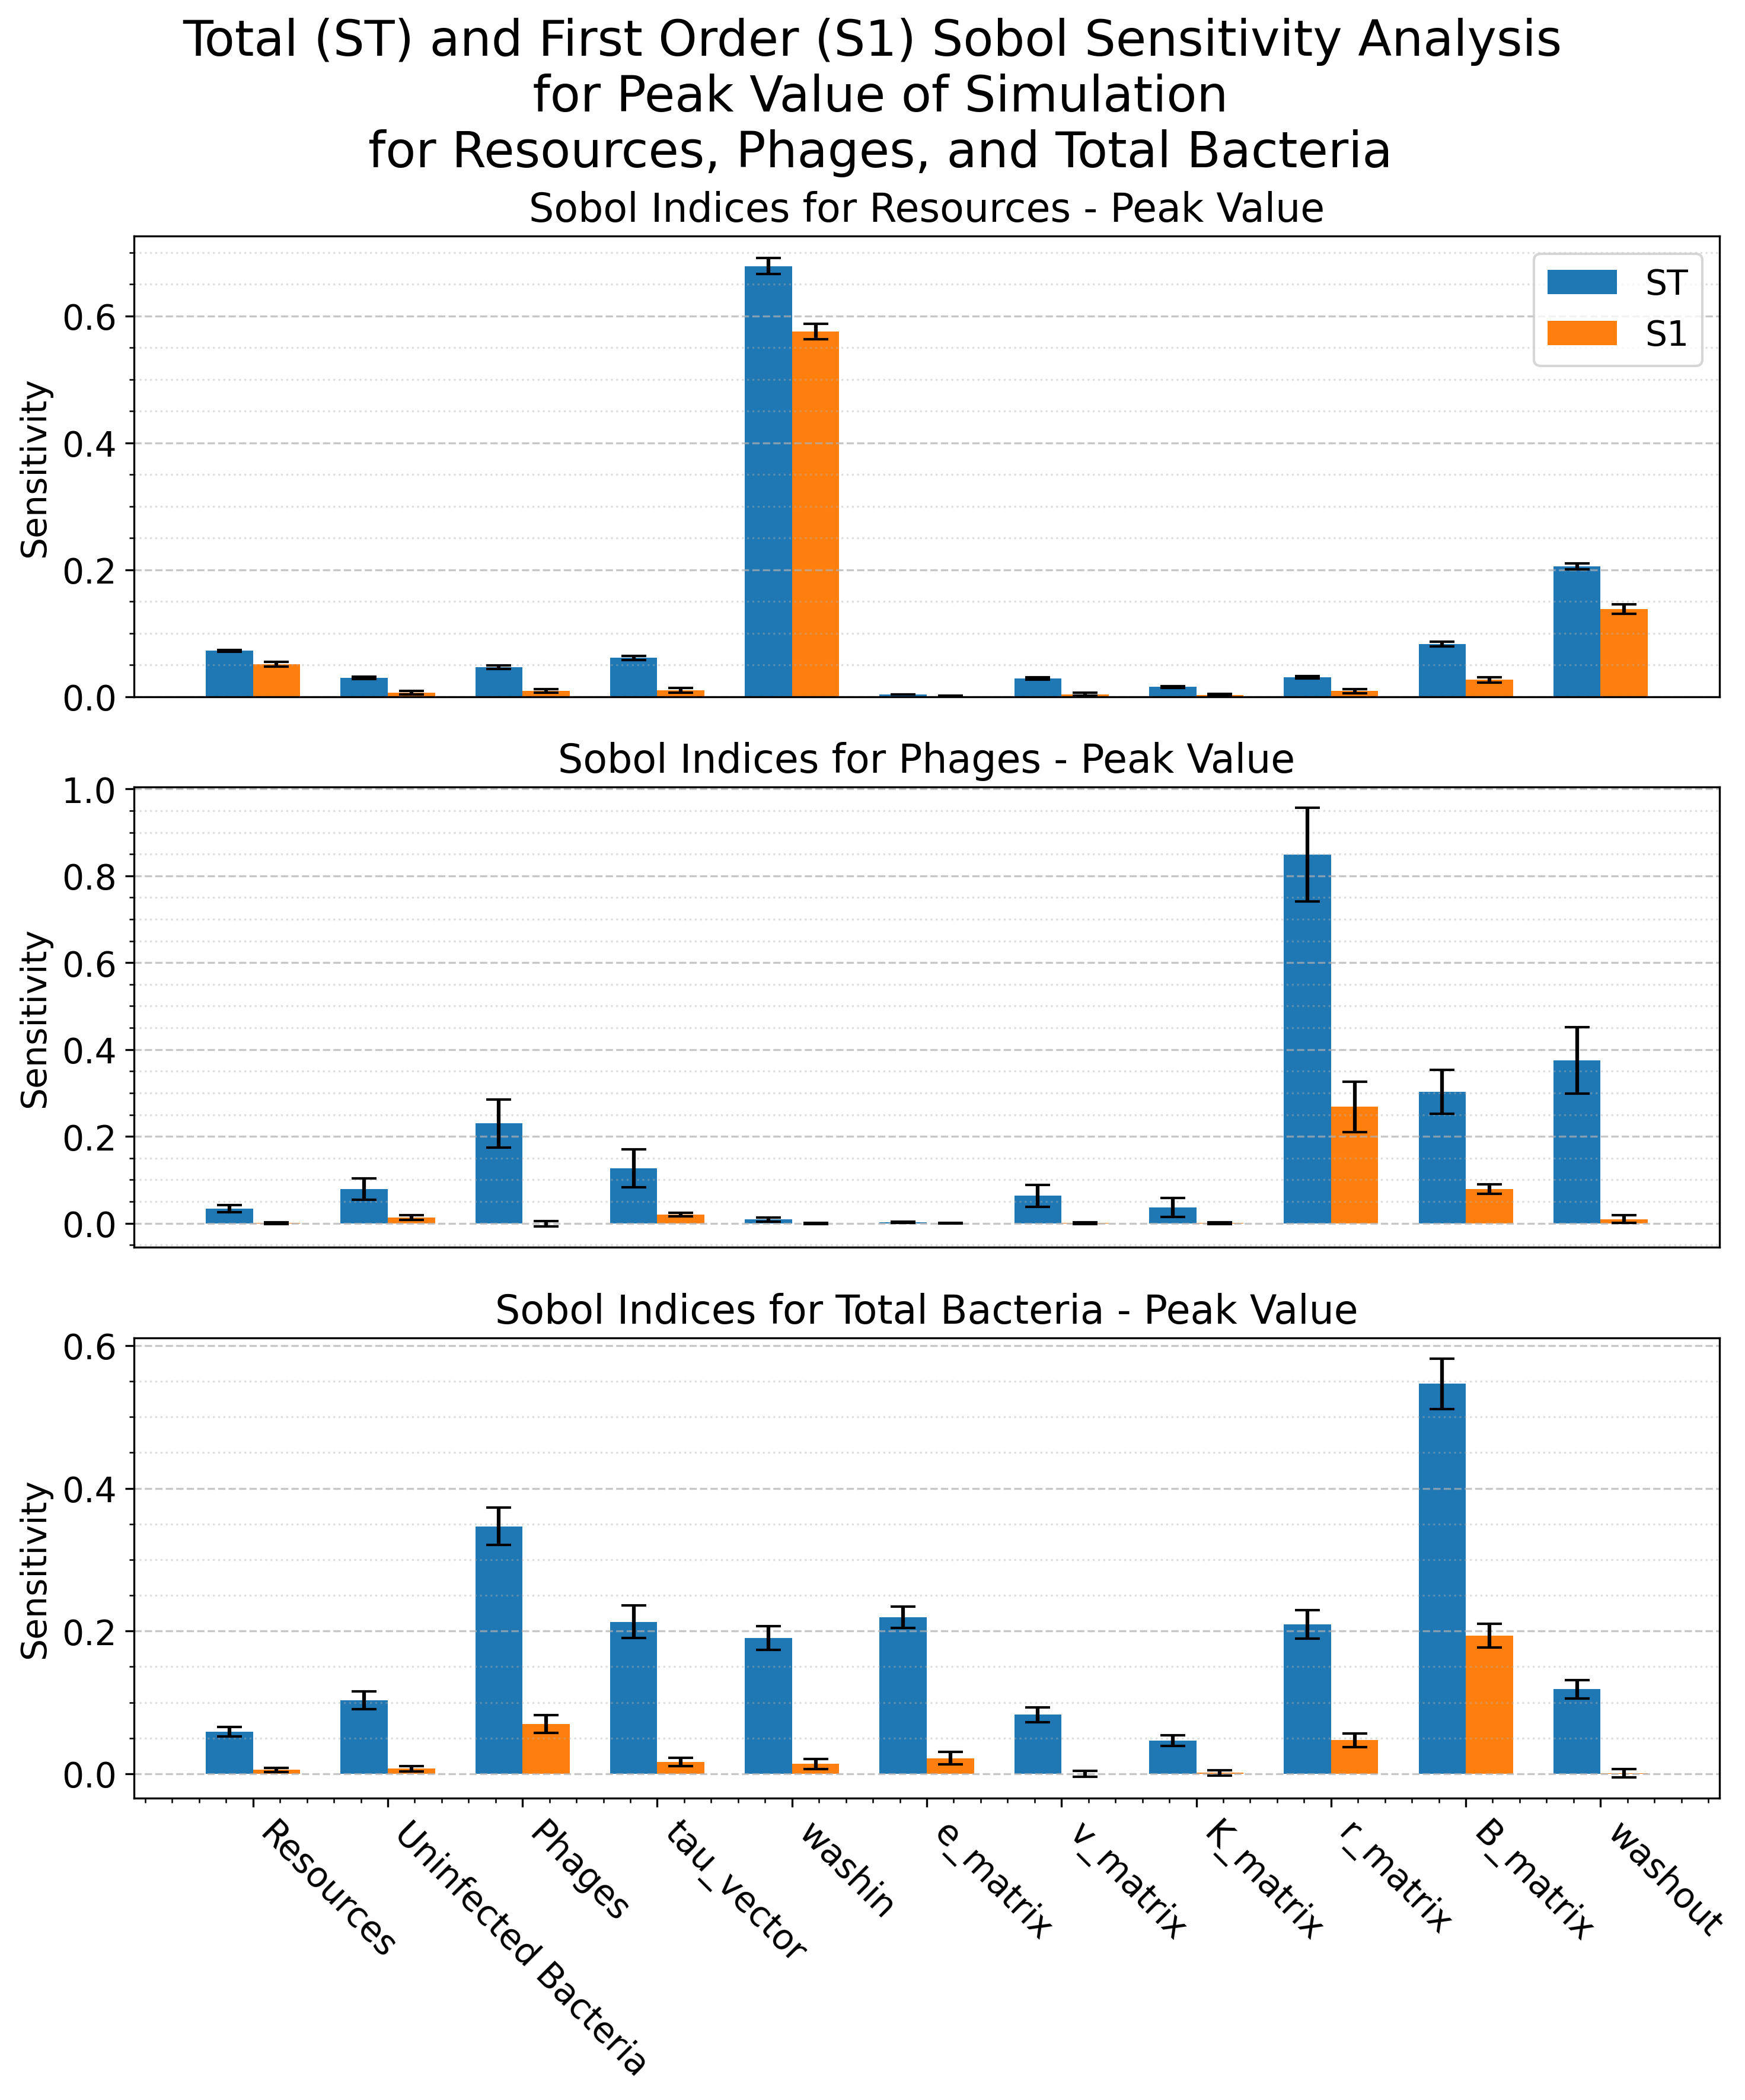 Total (ST) and First Order (S1) Sobol Sensitivity Analysis
for Peak Value of Simulation
for Resources, Phages, and Total Bacteria
Sobol Indices for Resources - Peak Value
Sensitivity
0.6
0.4
0.2
0.0
ST
S1
Sobol Indices for Phages - Peak Value
Sensitivity
1.0
0.8
0.6
0.4
0.2
0.0
Sobol Indices for Total Bacteria - Peak Value
Sensitivity
0.6
0.4
0.2
0.0
Resources
Uninfected Bacteria
Phages
tau_vector
washin
e_matrix
v_matrix
K_matrix
r_matrix
B_matrix
washout